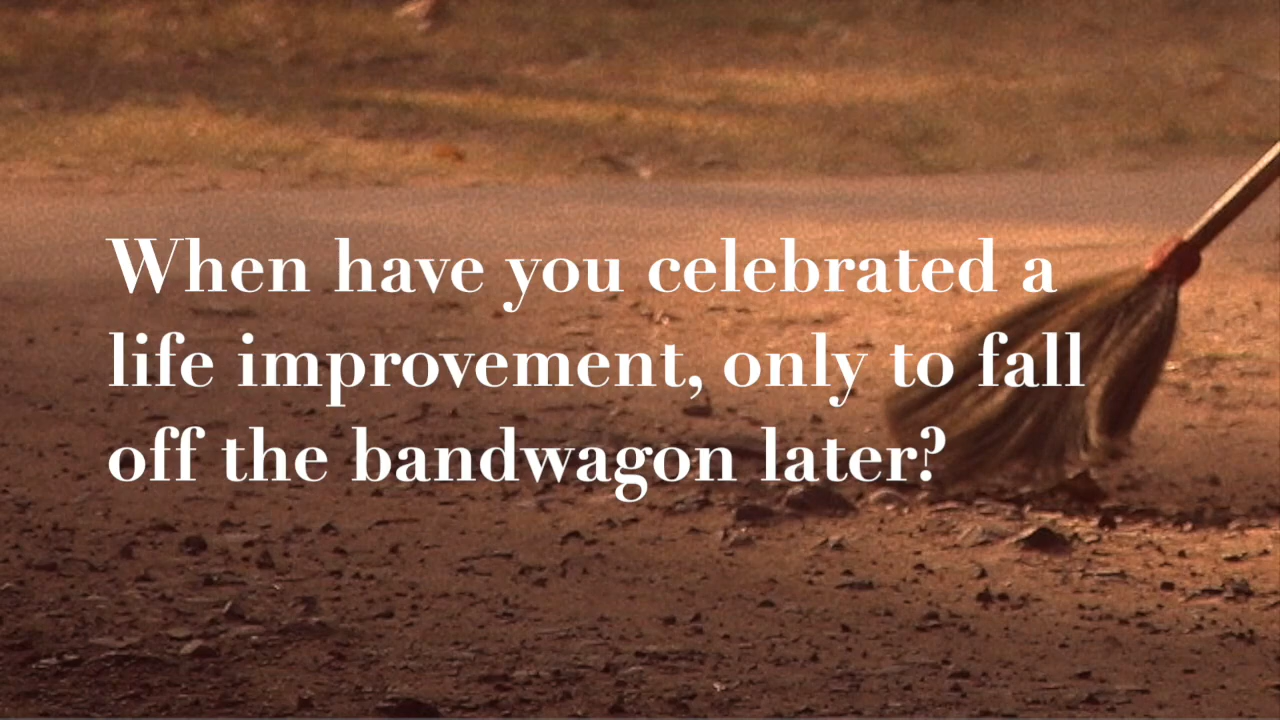 When have you celebrated a
life improvement, only to fall
off the bandwagon later?